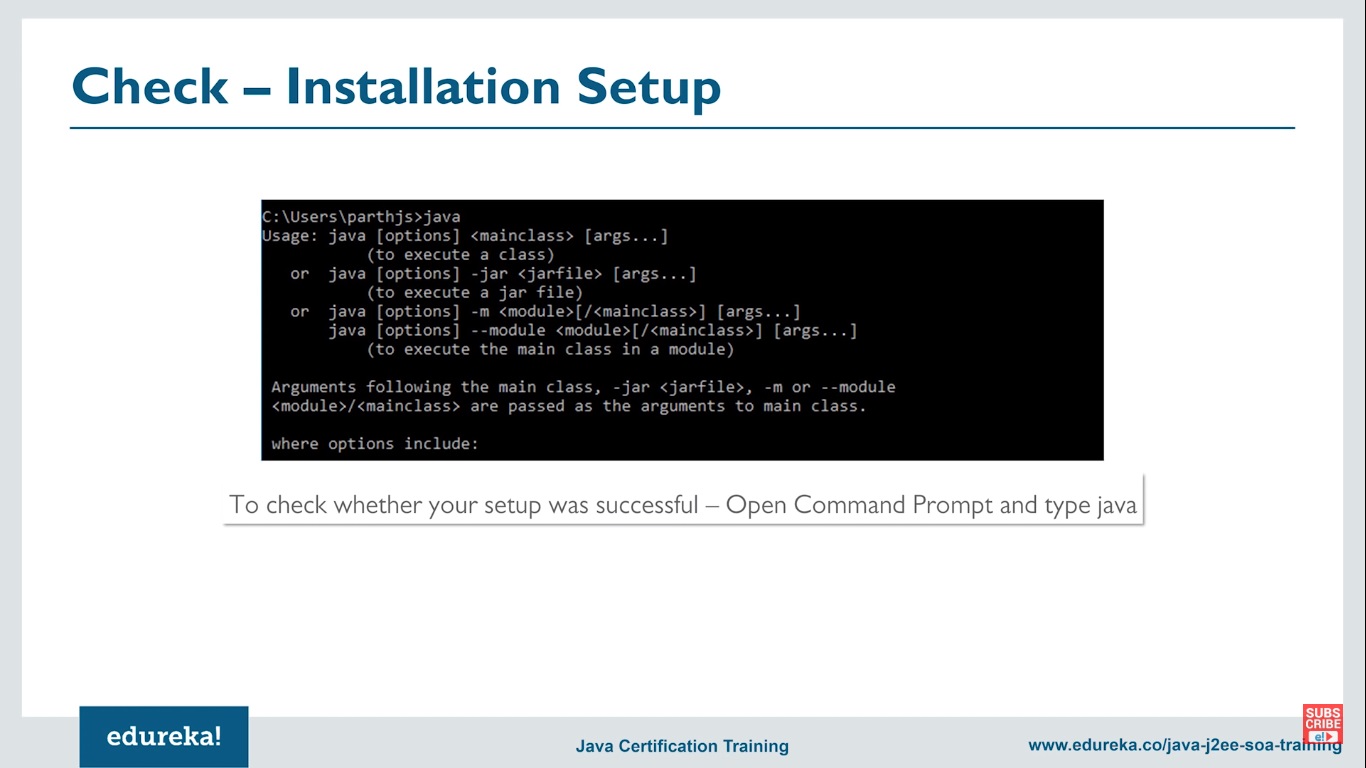 Check – Installation Setup
C:\Users\parthjs>java
Usage: java [options] <mainclass> [args...]
(to execute a class)
or java [options] -jar <jarfile> [args...]
(to execute a jar file)
or java [options] -m <module>[/<mainclass>] [args...]
java [options] --module <module>[/<mainclass>] [args...]
(to execute the main class in a module)
Arguments following the main class, -jar <jarfile>, -m or --module
<module>/<mainclass> are passed as the arguments to main class.
where options include:
To check whether your setup was successful – Open Command Prompt and type java
edureka!
Java Certification Training
www.edureka.co/java-j2ee-soa-training
SUBS
CRIBE
e!